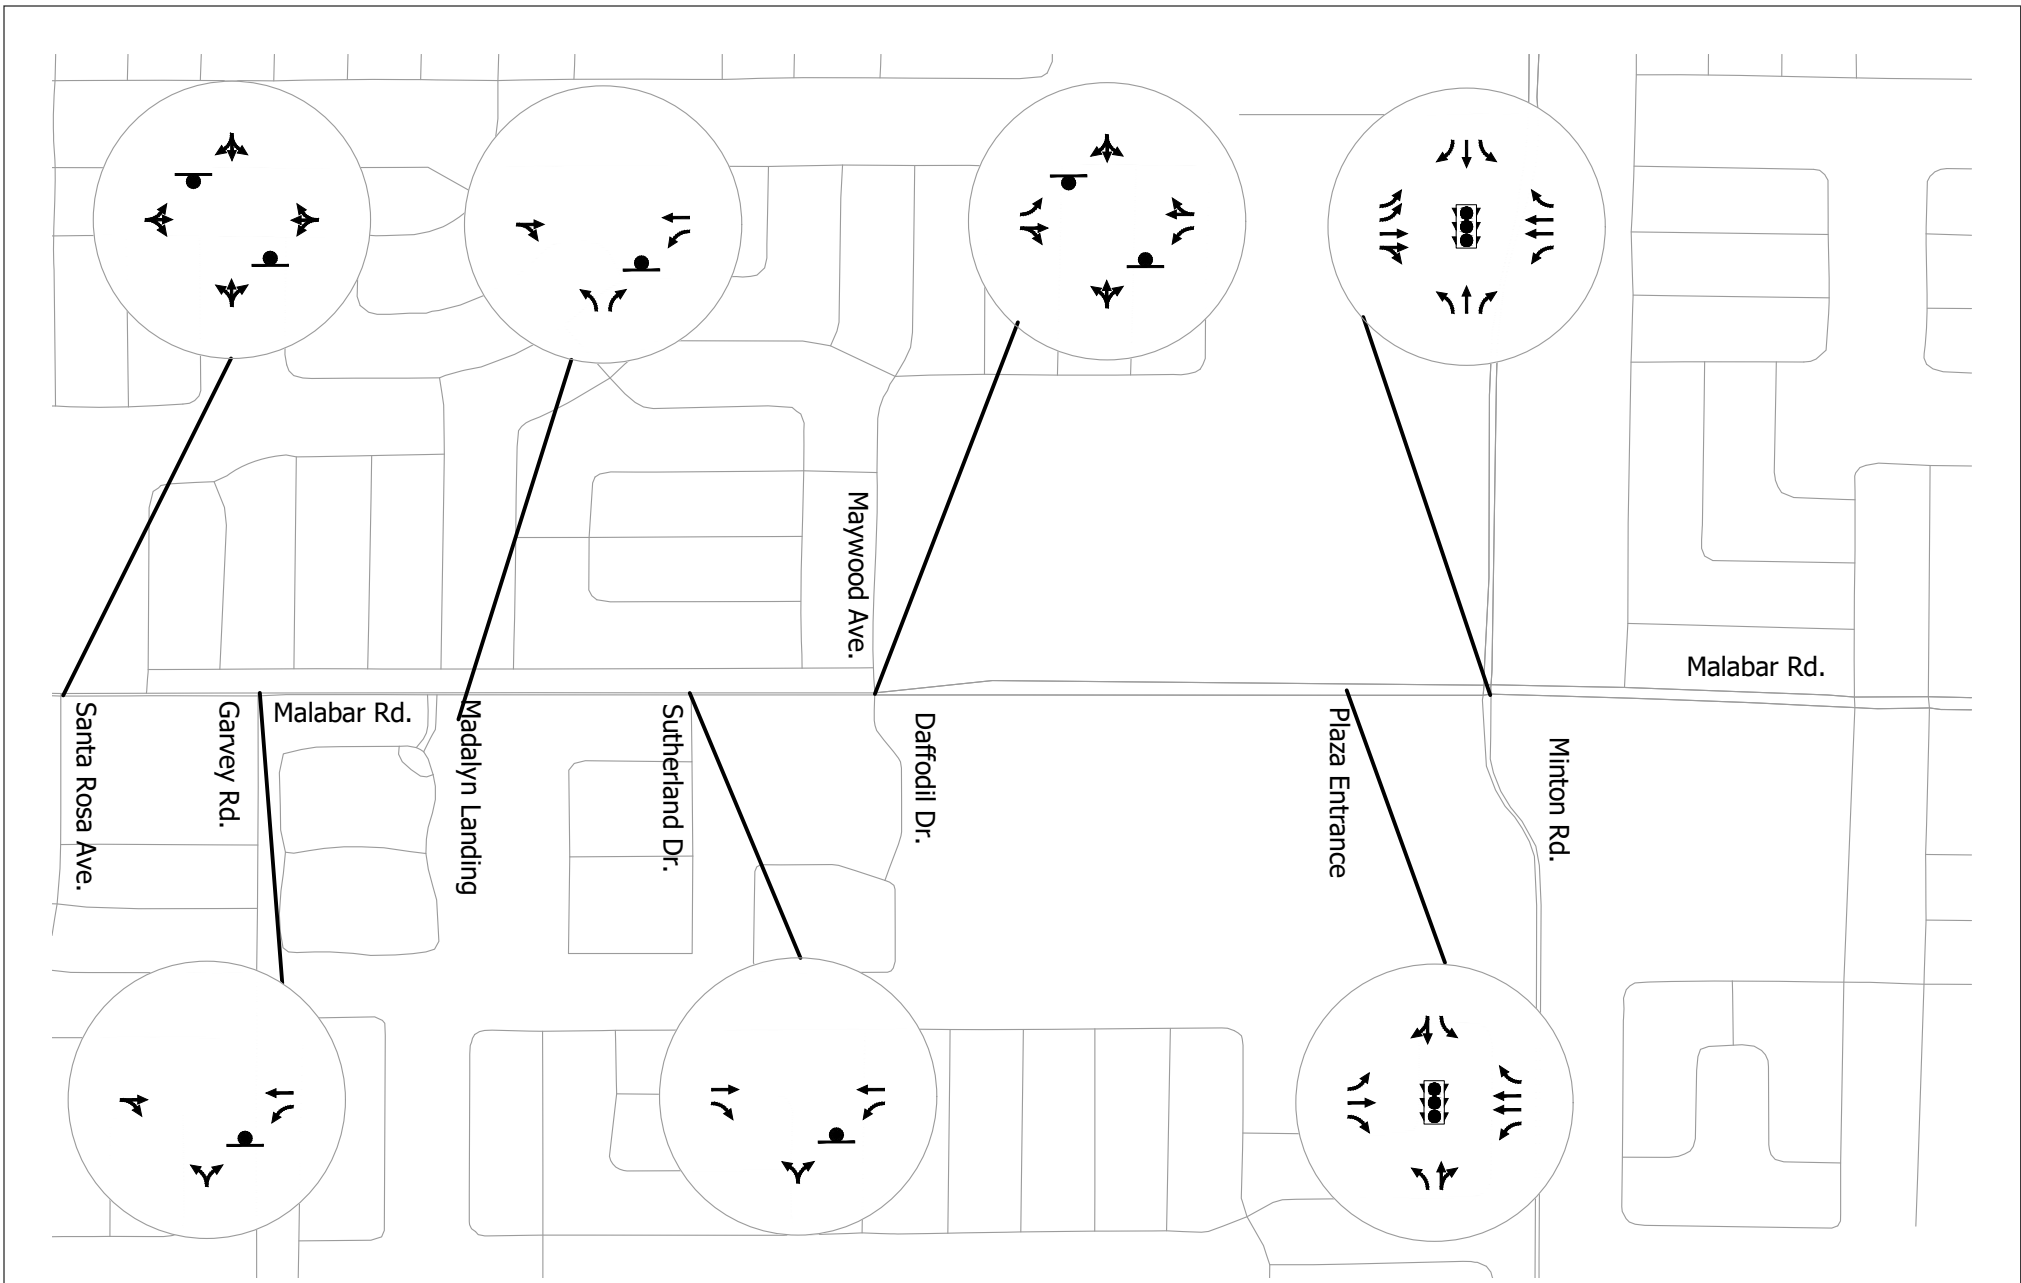 Maywood Ave.
Malabar Rd.
Santa Rosa Ave.
Garvey Rd.
Malabar Rd.
Madalyn Landing
Sutherland Dr.
Daffodil Dr.
Plaza Entrance
Minton Rd.